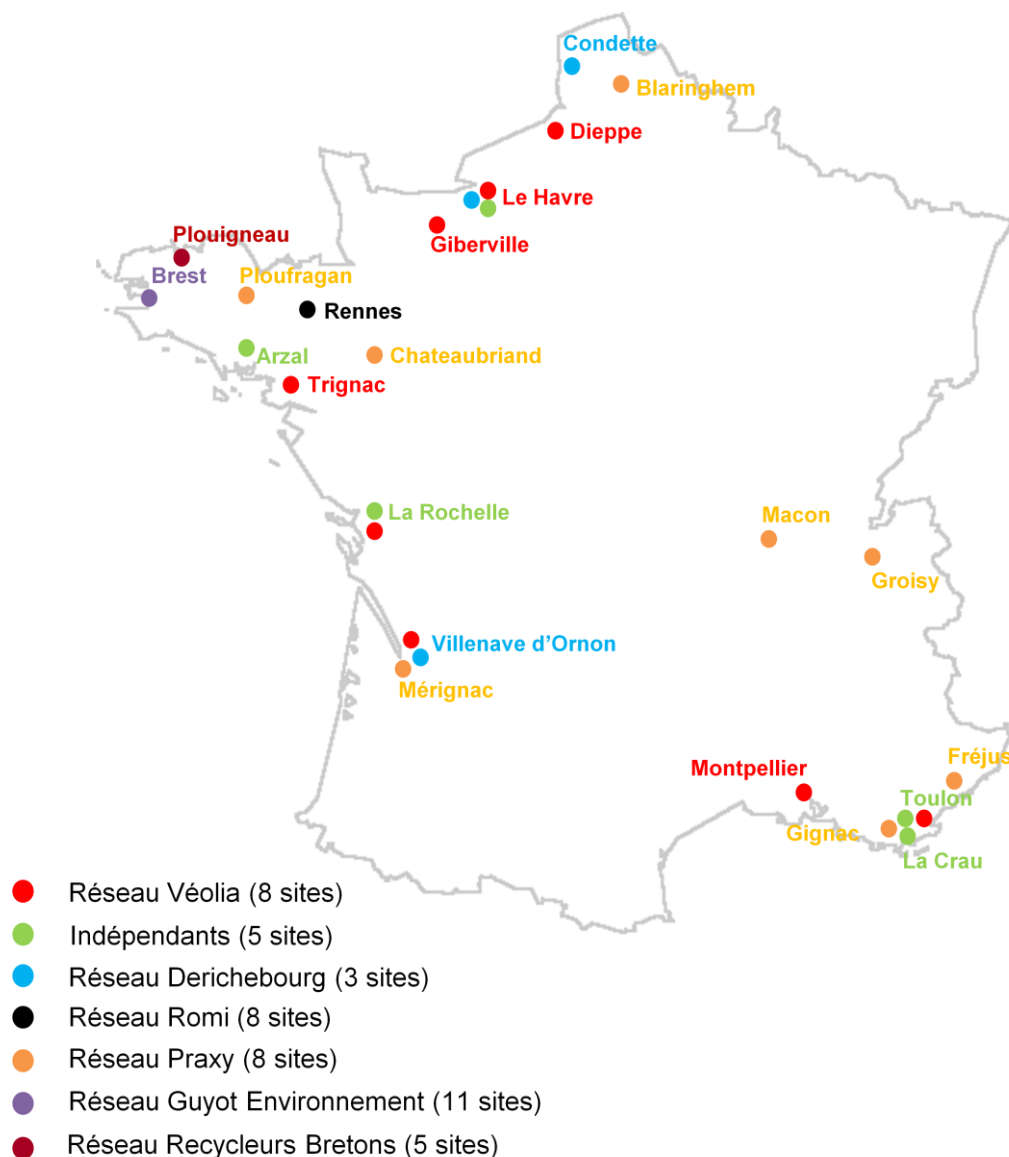 Condette
Blaringhem
Dieppe
Le Havre
Giberville
Plouigneau
Brest
Ploufragan
Rennes
Arzal
Chateaubriand
Trignac
La Rochelle
Macon
Groisy
Villenave d’Ornon
Mérignac
Fréjus
Montpellier
Toulon
Gignac
La Crau
Réseau Véolia (8 sites)
Indépendants (5 sites)
Réseau Derichebourg (3 sites)
Réseau Romi (8 sites)
Réseau Praxy (8 sites)
Réseau Guyot Environnement (11 sites)
Réseau Recycleurs Bretons (5 sites)